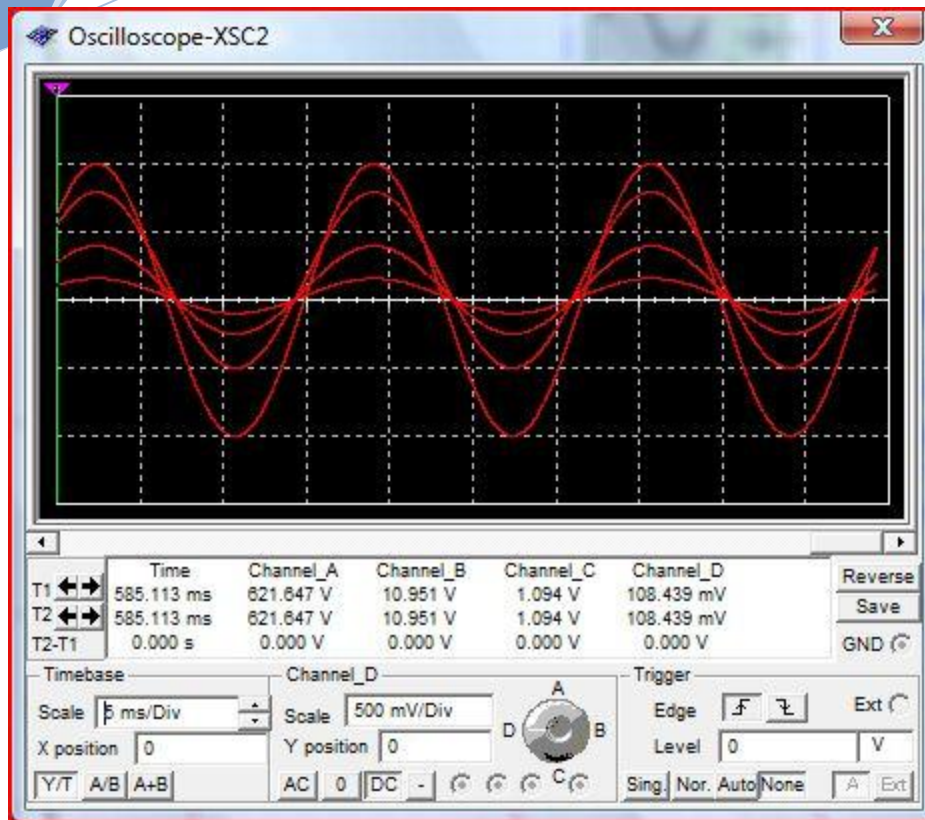 Oscilloscope-XSC2
X
Time Channel_A Channel_B Channel_C Channel_D
T1 585.113 ms 621.647 V 10.951 V 1.094 V 108.439 mV
T2 585.113 ms 621.647 V 10.951 V 1.094 V 108.439 mV
T2-T1 0.000 s 0.000 V 0.000 V 0.000 V 0.000 V
Reverse
Save
GND
Timebase
Scale 5 ms/Div
X position 0
Y/T A/B A+B
Channel_D
Scale 500 mV/Div
Y position 0
AC 0 DC -
A
D B
C
Trigger
Edge Ext
Level 0 V
Sing. Nor. Auto None A Ext